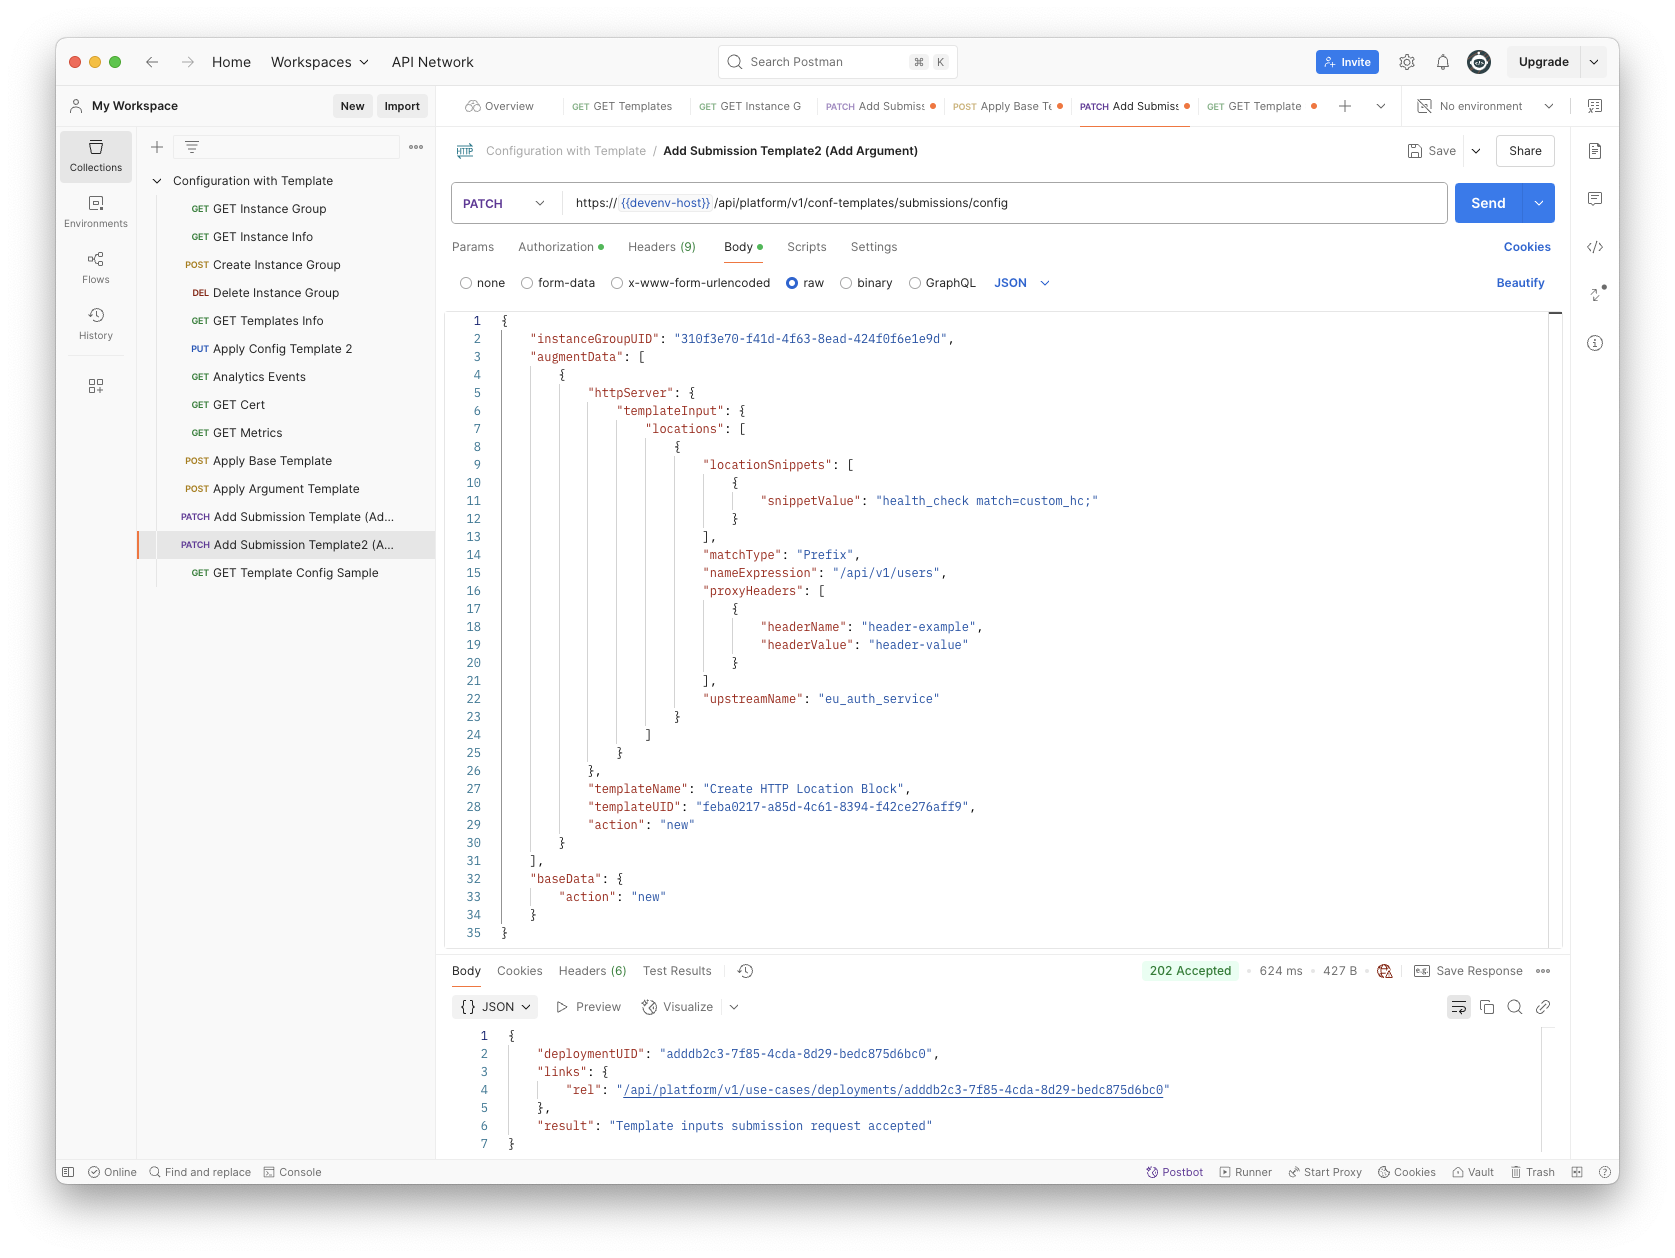 Home
Workspaces
API Network
Search Postman
⌘
K
Invite
Upgrade
My Workspace
New
Import
Overview
GET GET Templates
GET GET Instance G
PATCH Add Submiss
POST Apply Base Te
PATCH Add Submiss
GET GET Template
No environment
Collections
Environments
Flows
History
Configuration with Template
GET GET Instance Group
GET GET Instance Info
POST Create Instance Group
DEL Delete Instance Group
GET GET Templates Info
PUT Apply Config Template 2
GET Analytics Events
GET GET Cert
GET GET Metrics
POST Apply Base Template
POST Apply Argument Template
PATCH Add Submission Template (Ad...
PATCH Add Submission Template2 (A...
GET GET Template Config Sample
HTTP Configuration with Template / Add Submission Template2 (Add Argument)
Save
Share
PATCH
https:// {{devenv-host}} /api/platform/v1/conf-templates/submissions/config
Send
Params Authorization Headers (9) Body Scripts Settings
Cookies
none form-data x-www-form-urlencoded raw binary GraphQL JSON
Beautify
1 {
2 "instanceGroupUID": "310f3e70-f41d-4f63-8ead-424f0f6e1e9d",
3 "augmentData": [
4 {
5 "httpServer": {
6 "templateInput": {
7 "locations": [
8 {
9 "locationSnippets": [
10 {
11 "snippetValue": "health_check match=custom_hc;"
12 }
13 ],
14 "matchType": "Prefix",
15 "nameExpression": "/api/v1/users",
16 "proxyHeaders": [
17 {
18 "headerName": "header-example",
19 "headerValue": "header-value"
20 }
21 ],
22 "upstreamName": "eu_auth_service"
23 }
24 ]
25 }
26 },
27 "templateName": "Create HTTP Location Block",
28 "templateUID": "feba0217-a85d-4c61-8394-f42ce276aff9",
29 "action": "new"
30 }
31 ],
32 "baseData": {
33 "action": "new"
34 }
35 }
Body Cookies Headers (6) Test Results
202 Accepted • 624 ms • 427 B •
e.g. Save Response
{} JSON
Preview
Visualize
1 {
2 "deploymentUID": "adddb2c3-7f85-4cda-8d29-bedc875d6bc0",
3 "links": {
4 "rel": "/api/platform/v1/use-cases/deployments/adddb2c3-7f85-4cda-8d29-bedc875d6bc0"
5 },
6 "result": "Template inputs submission request accepted"
7 }
Online
Find and replace
Console
Postbot
Runner
Start Proxy
Cookies
Vault
Trash